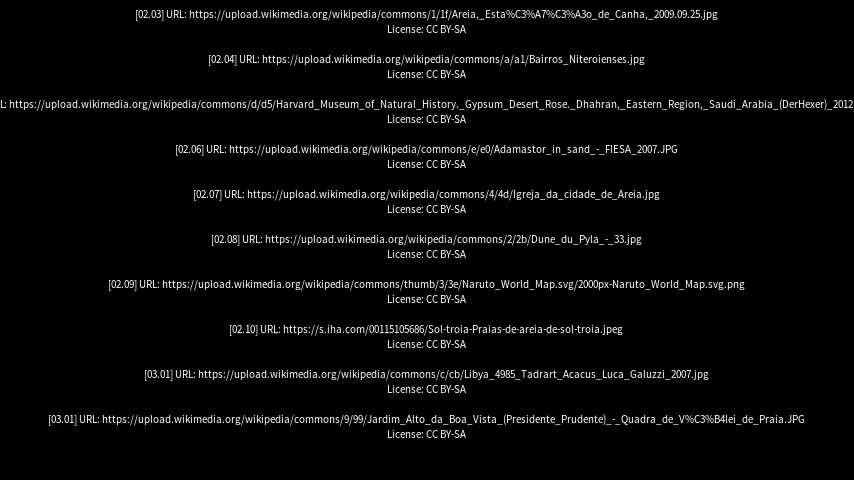 [02.03] URL: https://upload.wikimedia.org/wikipedia/commons/1/1f/Areia,_Esta%C3%A7%C3%A3o_de_Canha,_2009.09.25.jpg
License: CC BY-SA
[02.04] URL: https://upload.wikimedia.org/wikipedia/commons/a/a1/Bairros_Niteroienses.jpg
License: CC BY-SA
L: https://upload.wikimedia.org/wikipedia/commons/d/d5/Harvard_Museum_of_Natural_History._Gypsum_Desert_Rose._Dhahran,_Eastern_Region,_Saudi_Arabia_(DerHexer)_2012
License: CC BY-SA
[02.06] URL: https://upload.wikimedia.org/wikipedia/commons/e/e0/Adamastor_in_sand_-_FIESA_2007.JPG
License: CC BY-SA
[02.07] URL: https://upload.wikimedia.org/wikipedia/commons/4/4d/Igreja_da_cidade_de_Areia.jpg
License: CC BY-SA
[02.08] URL: https://upload.wikimedia.org/wikipedia/commons/2/2b/Dune_du_Pyla_-_33.jpg
License: CC BY-SA
[02.09] URL: https://upload.wikimedia.org/wikipedia/commons/thumb/3/3e/Naruto_World_Map.svg/2000px-Naruto_World_Map.svg.png
License: CC BY-SA
[02.10] URL: https://s.iha.com/00115105686/Sol-troia-Praias-de-areia-de-sol-troia.jpeg
License: CC BY-SA
[03.01] URL: https://upload.wikimedia.org/wikipedia/commons/c/cb/Libya_4985_Tadrart_Acacus_Luca_Galuzzi_2007.jpg
License: CC BY-SA
[03.01] URL: https://upload.wikimedia.org/wikipedia/commons/9/99/Jardim_Alto_da_Boa_Vista_(Presidente_Prudente)_-_Quadra_de_V%C3%B4lei_de_Praia.JPG
License: CC BY-SA